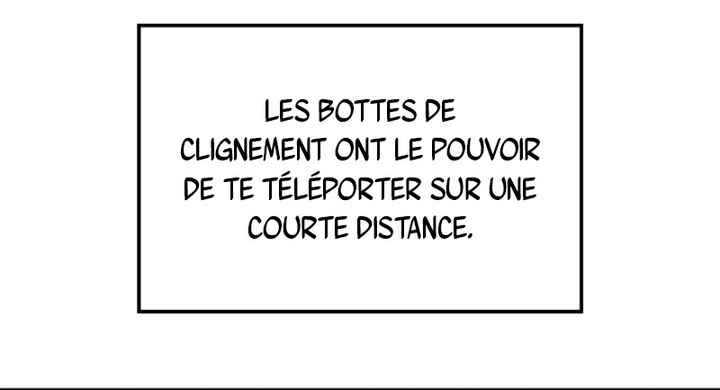 LES BOTTES DE
CLIGNEMENT ONT LE POUVOIR
DE TE TÉLÉPORTER SUR UNE
COURTE DISTANCE.